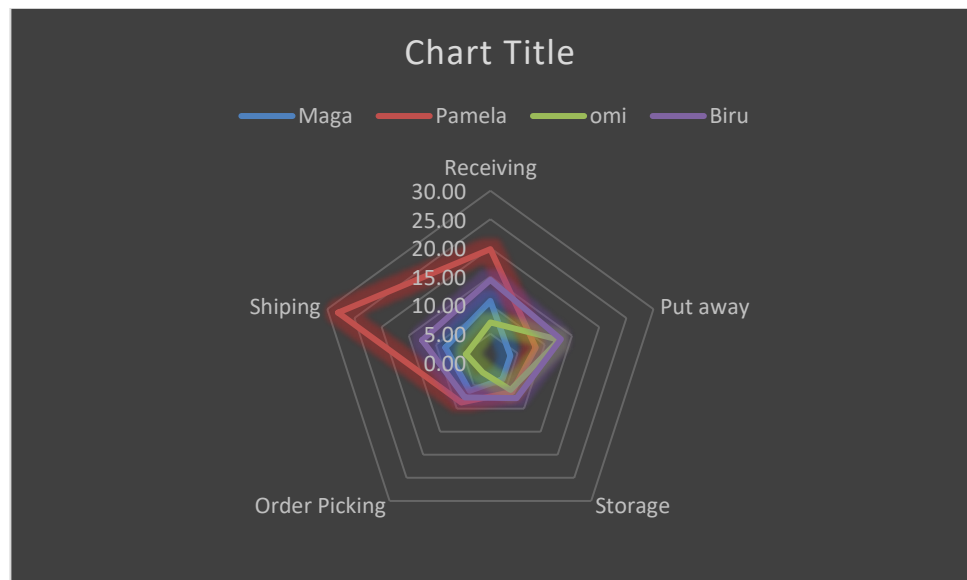 Chart Title
Maga Pamela omi Biru
Receiving
30.00
25.00
20.00
15.00
10.00
5.00
0.00
Shiping
Put away
Order Picking
Storage